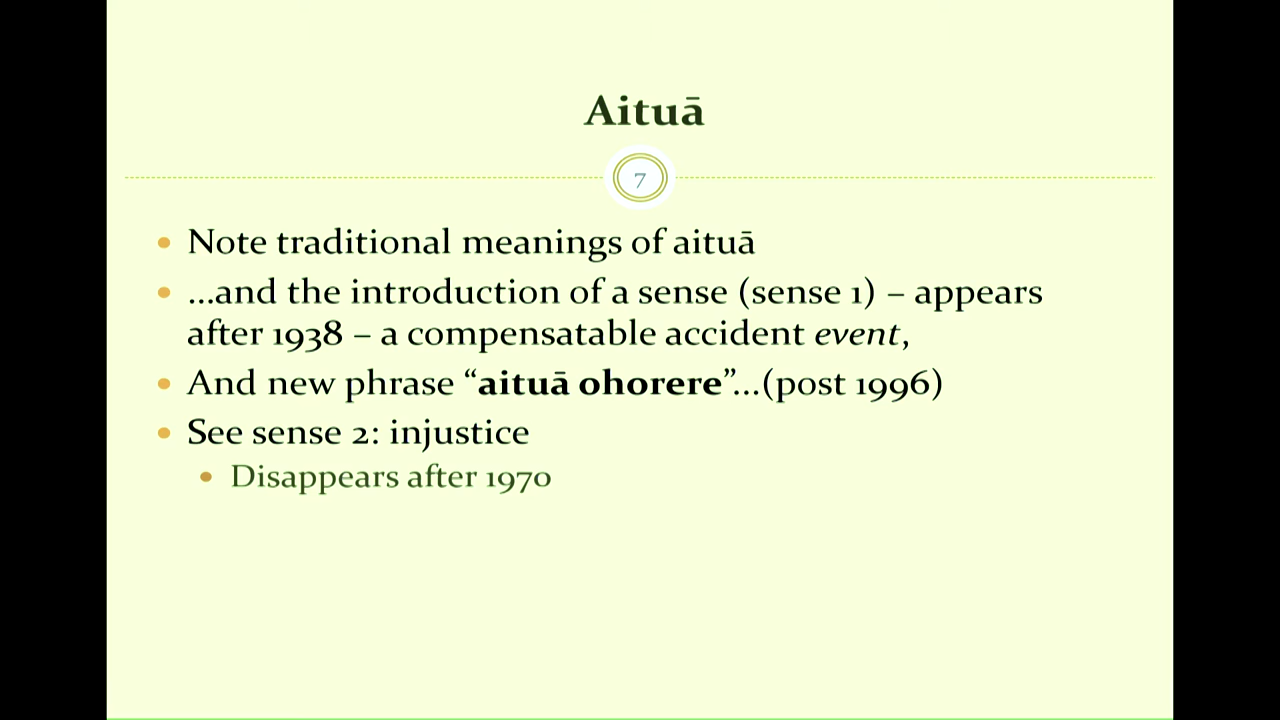 Aituā
7
Note traditional meanings of aituā
…and the introduction of a sense (sense 1) – appears
after 1938 – a compensatable accident event,
And new phrase “aituā ohorere”…(post 1996)
See sense 2: injustice
Disappears after 1970